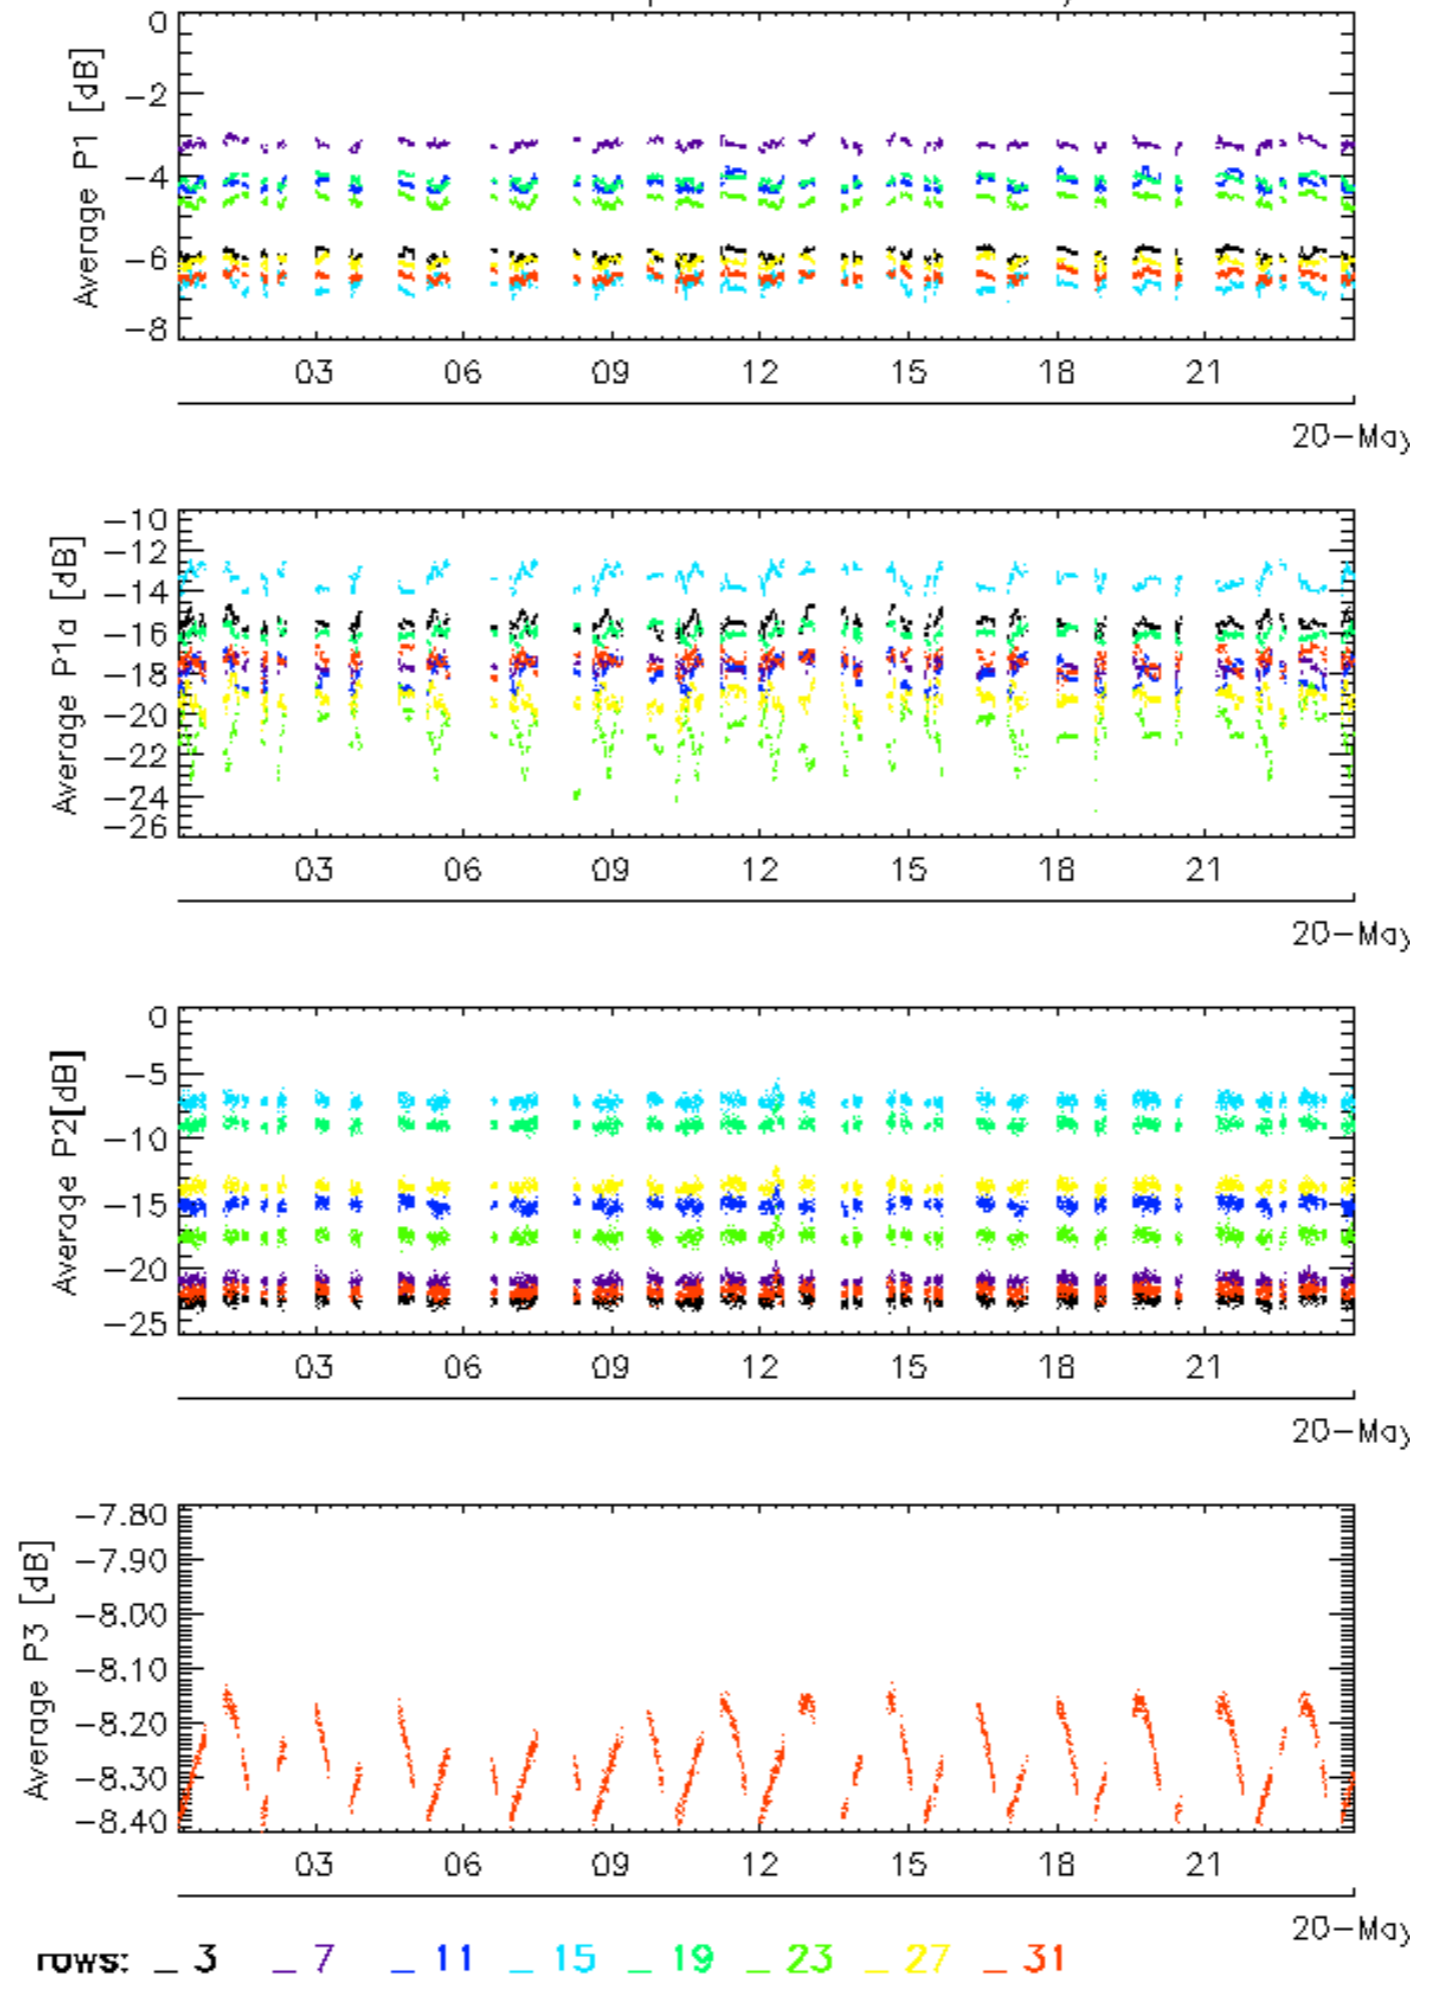 0
-2
-4
-6
-8
Average P1 [dB]
03 06 09 12 15 18 21
20-May
-10
-12
-14
-16
-18
-20
-22
-24
-26
Average P1a [dB]
03 06 09 12 15 18 21
20-May
0
-5
-10
-15
-20
-25
Average P2[dB]
03 06 09 12 15 18 21
20-May
-7.80
-7.90
-8.00
-8.10
-8.20
-8.30
-8.40
Average P3 [dB]
03 06 09 12 15 18 21
20-May
rows: _ 3 _ 7 _ 11 _ 15 _ 19 _ 23 _ 27 _ 31